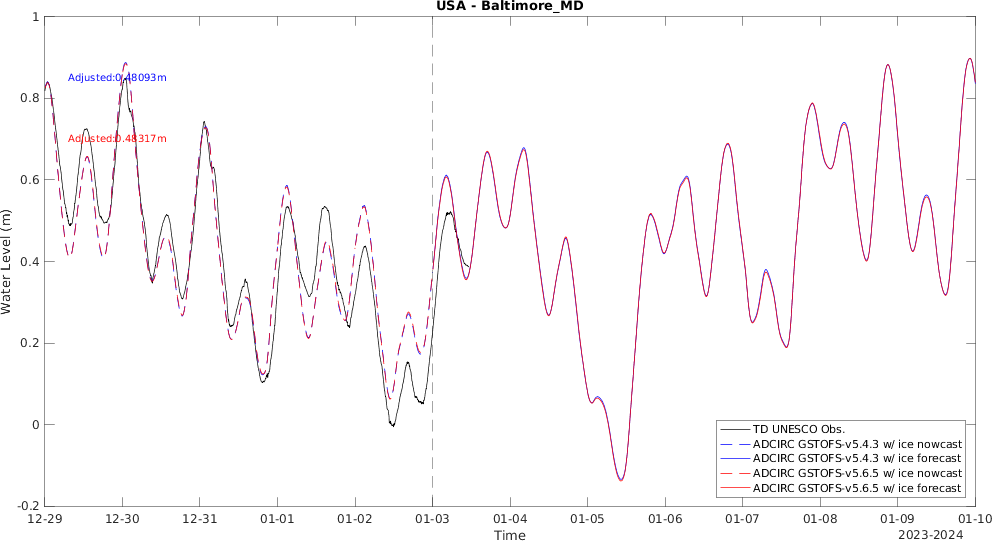 USA - Baltimore_MD
1
0.8
0.6
0.4
0.2
0
-0.2
Water Level (m)
Adjusted:0.48093m
Adjusted:0.48317m
TD UNESCO Obs.
ADCIRC GSTOFS-v5.4.3 w/ ice nowcast
ADCIRC GSTOFS-v5.4.3 w/ ice forecast
ADCIRC GSTOFS-v5.6.5 w/ ice nowcast
ADCIRC GSTOFS-v5.6.5 w/ ice forecast
12-29 12-30 12-31 01-01 01-02 01-03 01-04 01-05 01-06 01-07 01-08 01-09 01-10
Time
2023-2024